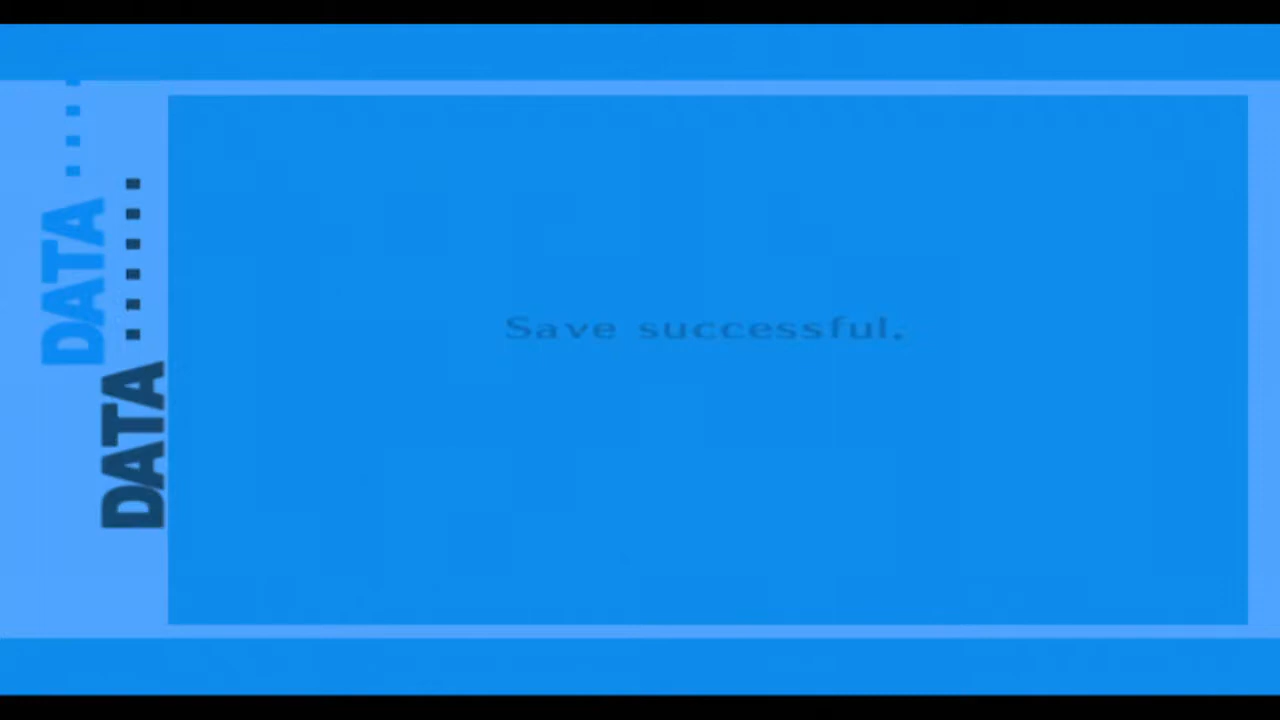 DATA ......
DATA ....
Save successful.